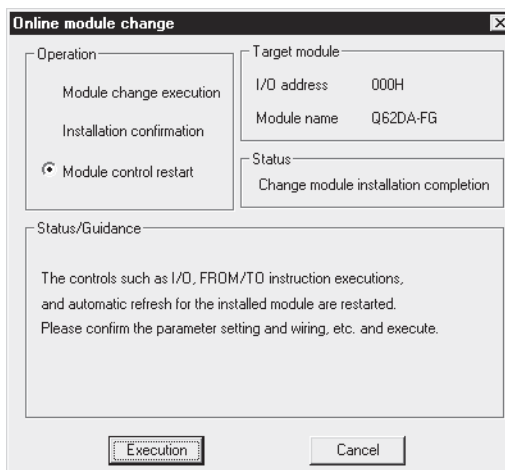 Online module change
Operation
Module change execution
Installation confirmation
Module control restart
Target module
I/O address 000H
Module name Q62DA-FG
Status
Change module installation completion
Status/Guidance
The controls such as I/O, FROM/TO instruction executions,
and automatic refresh for the installed module are restarted.
Please confirm the parameter setting and wiring, etc. and execute.
Execution Cancel